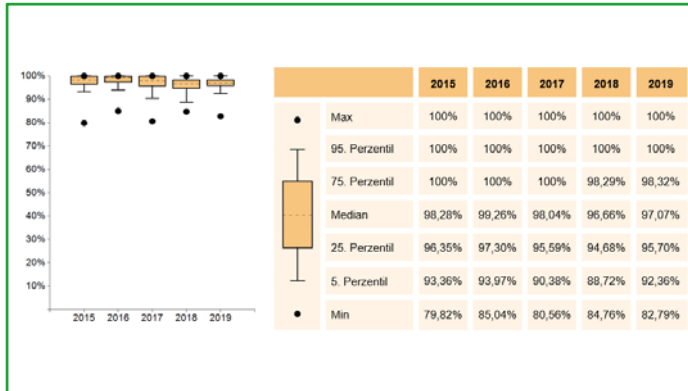 100%
90%
80%
70%
60%
50%
40%
30%
20%
10%
2015 2016 2017 2018 2019
2015 2016 2017 2018 2019
Max 100% 100% 100% 100% 100%
95. Perzentil 100% 100% 100% 100% 100%
75. Perzentil 100% 100% 100% 98,29% 98,32%
Median 98,28% 99,26% 98,04% 96,66% 97,07%
25. Perzentil 96,35% 97,30% 95,59% 94,68% 95,70%
5. Perzentil 93,36% 93,97% 90,38% 88,72% 92,36%
Min 79,82% 85,04% 80,56% 84,76% 82,79%